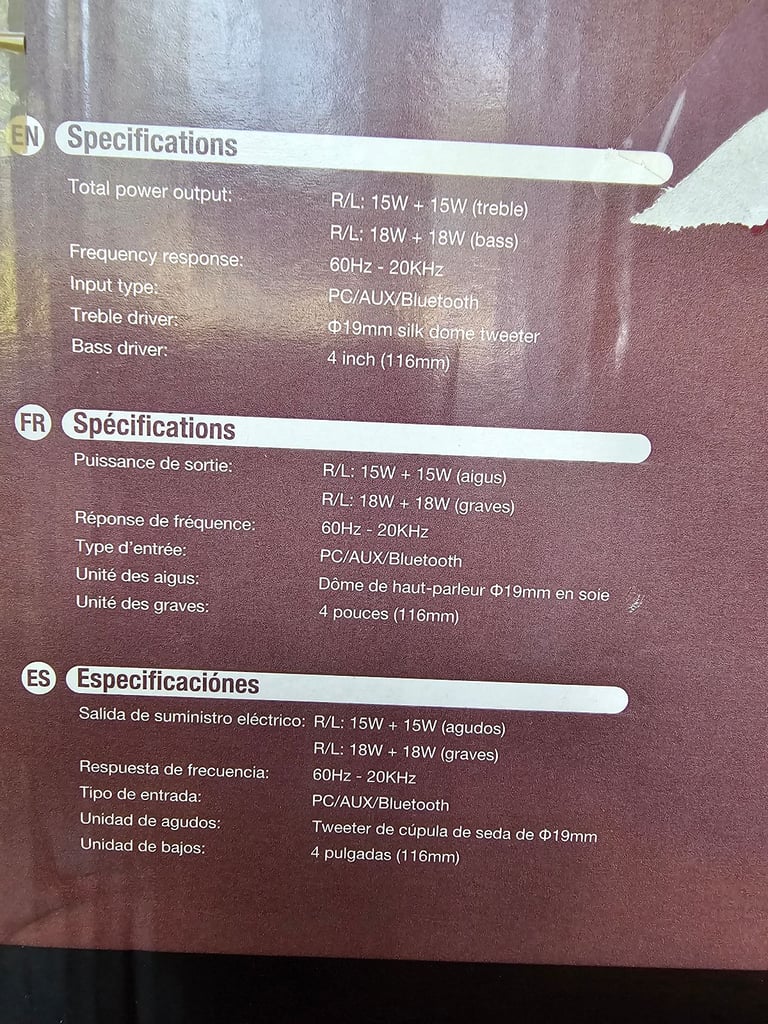 EN Specifications
Total power output: R/L: 15W + 15W (treble)
R/L: 18W + 18W (bass)
Frequency response: 60Hz - 20KHz
Input type: PC/AUX/Bluetooth
Treble driver: Φ19mm silk dome tweeter
Bass driver: 4 inch (116mm)
FR Spécifications
Puissance de sortie: R/L: 15W + 15W (aigus)
R/L: 18W + 18W (graves)
Réponse de fréquence: 60Hz - 20KHz
Type d'entrée: PC/AUX/Bluetooth
Unité des aigus: Dôme de haut-parleur Φ19mm en soie
Unité des graves: 4 pouces (116mm)
ES Especificaciónes
Salida de suministro eléctrico: R/L: 15W + 15W (agudos)
R/L: 18W + 18W (graves)
Respuesta de frecuencia: 60Hz - 20KHz
Tipo de entrada: PC/AUX/Bluetooth
Unidad de agudos: Tweeter de cúpula de seda de Φ19mm
Unidad de bajos: 4 pulgadas (116mm)